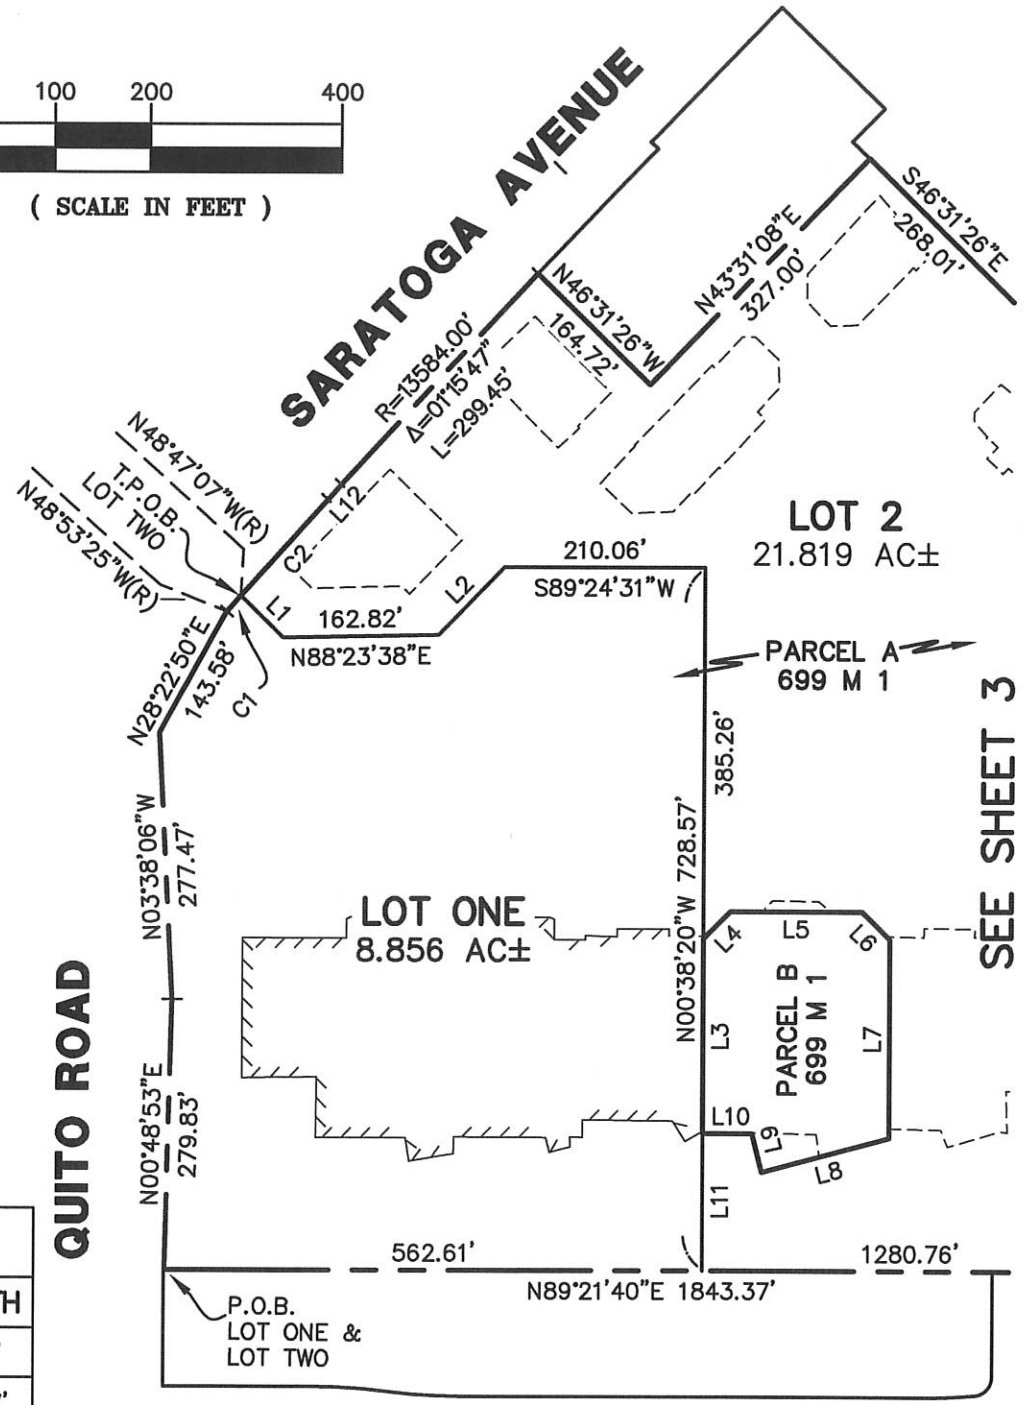 100 200 400
( SCALE IN FEET )
SARATOGA AVENUE
S46°31'26"E
268.01'
N43°31'08"E
327.00'
N46°31'26"W
164.72'
R=13584.00'
Δ=01°15'47"
L=299.45'
N48°47'07"W(R)
T.P.O.B.
LOT TWO
N48°53'25"W(R)
L12
C2
L1
162.82'
N88°23'38"E
L2
210.06'
S89°24'31"W
LOT 2
21.819 AC±
PARCEL A
699 M 1
N28°22'50"E
143.58'
C1
385.26'
N00°38'20"W 728.57'
SEE SHEET 3
N03°38'06"W
277.47'
LOT ONE
8.856 AC±
L4
L5
L6
L3
PARCEL B
699 M 1
L7
L10
L9
L8
L11
QUITO ROAD
N00°48'53"E
279.83'
562.61'
1280.76'
N89°21'40"E 1843.37'
P.O.B.
LOT ONE &
LOT TWO
TH